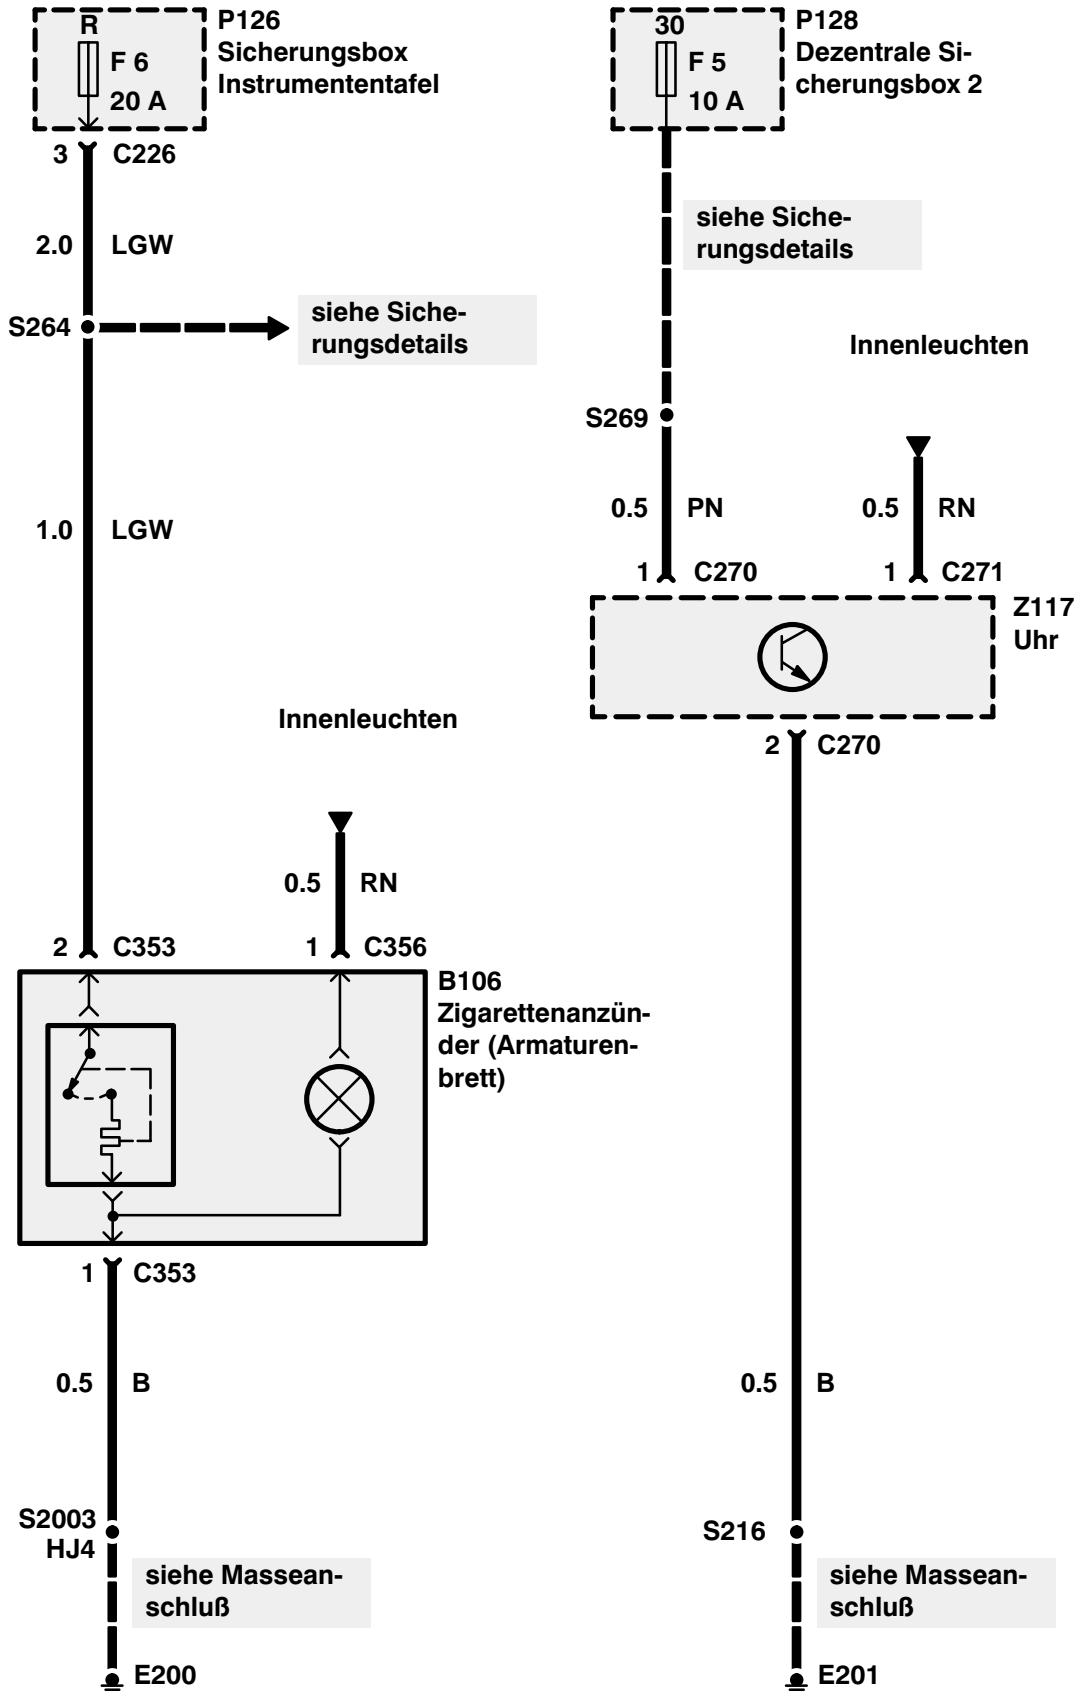 R
F 6
20 A
P126
Sicherungsbox
Instrumententafel
3 C226
2.0 LGW
S264
siehe Siche-
rungsdetails
1.0 LGW
Innenleuchten
0.5 RN
2 C353
1 C356
B106
Zigarettenanzün-
der (Armaturen-
brett)
1 C353
0.5 B
S2003
HJ4
siehe Massean-
schluß
E200
30
F 5
10 A
P128
Dezentrale Si-
cherungsbox 2
siehe Siche-
rungsdetails
Innenleuchten
S269
0.5 PN
0.5 RN
1 C270
1 C271
Z117
Uhr
2 C270
0.5 B
S216
siehe Massean-
schluß
E201